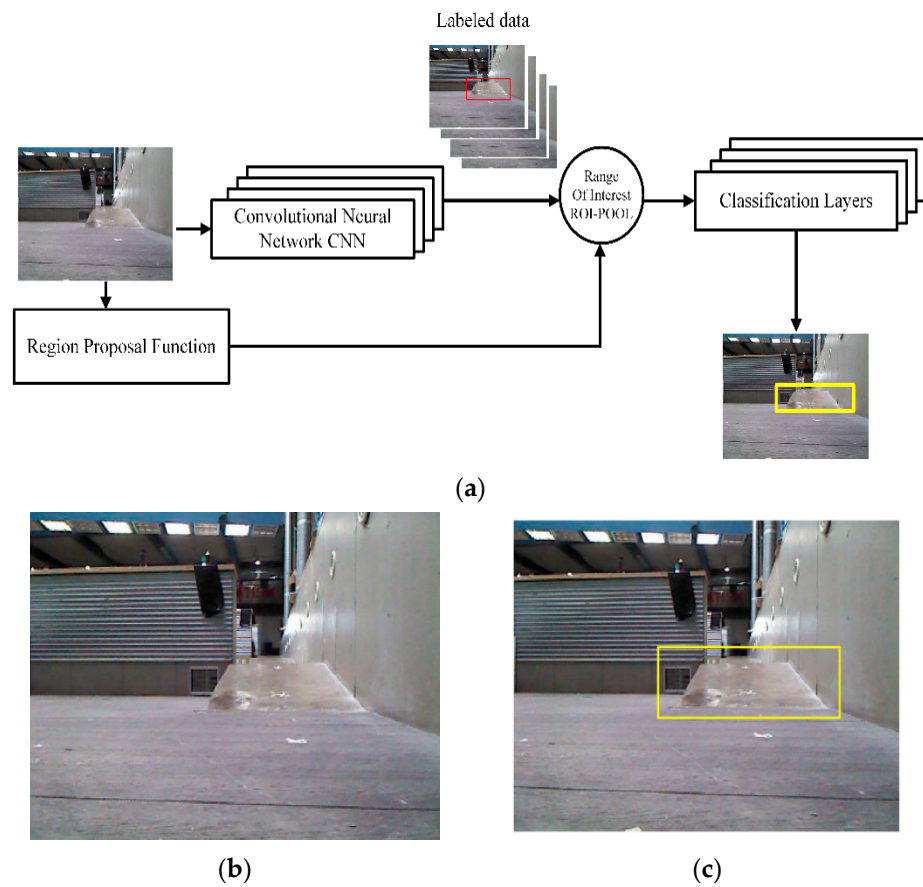 Labeled data
Convolutional Neural
Network CNN
Range
Of Interest
ROI-POOL
Classification Layers
Region Proposal Function
(a)
(b)
(c)